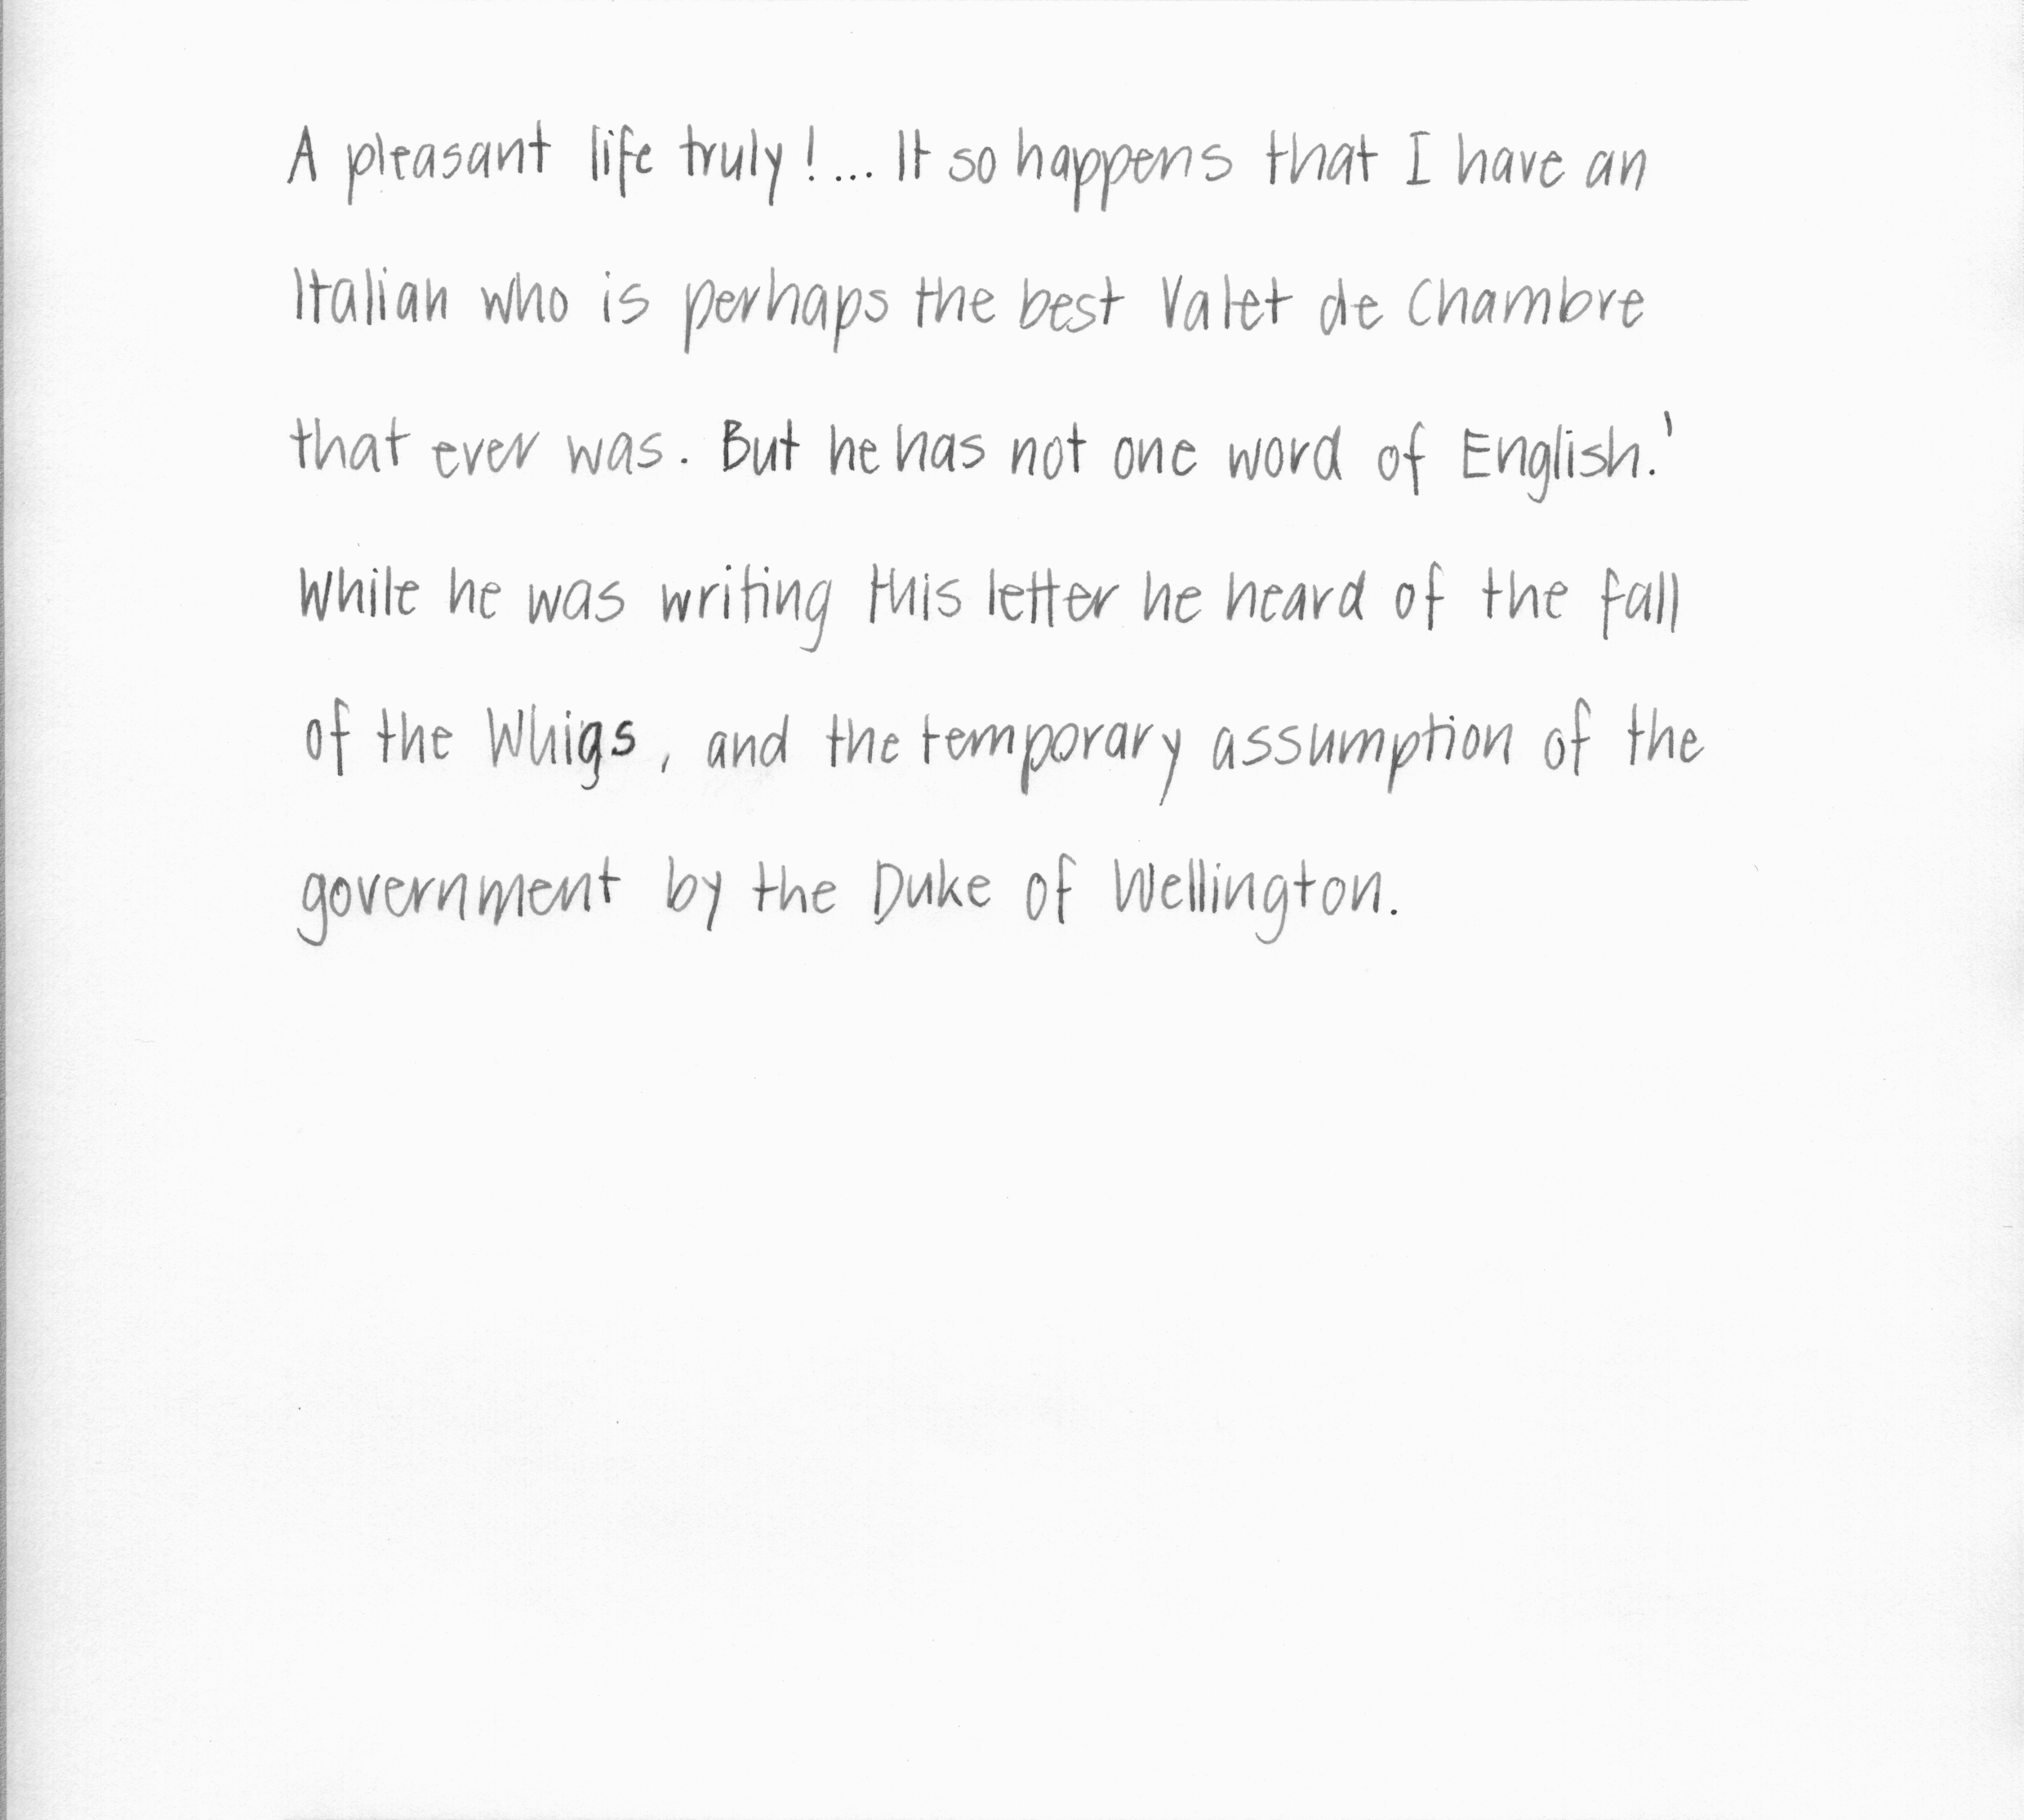 A pleasant life truly!... It so happens that I have an
Italian who is perhaps the best Valet de Chambre
that ever was. But he has not one word of English.'
While he was writing this letter he heard of the fall
of the Whigs, and the temporary assumption of the
government by the Duke of Wellington.